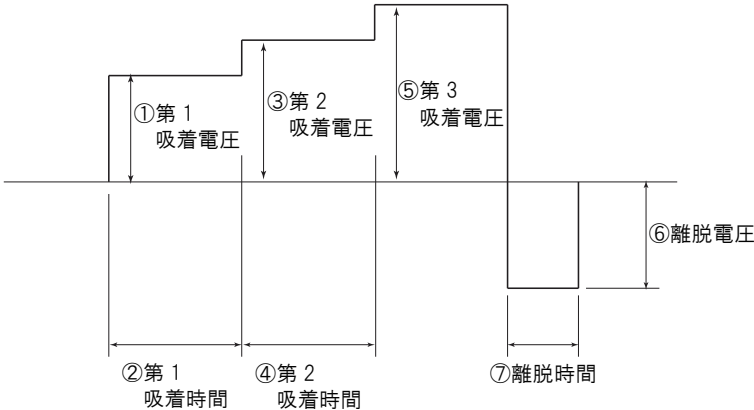 ①第 1
吸着電圧
③第 2
吸着電圧
⑤第 3
吸着電圧
⑥離脱電圧
②第 1
吸着時間
④第 2
吸着時間
⑦離脱時間